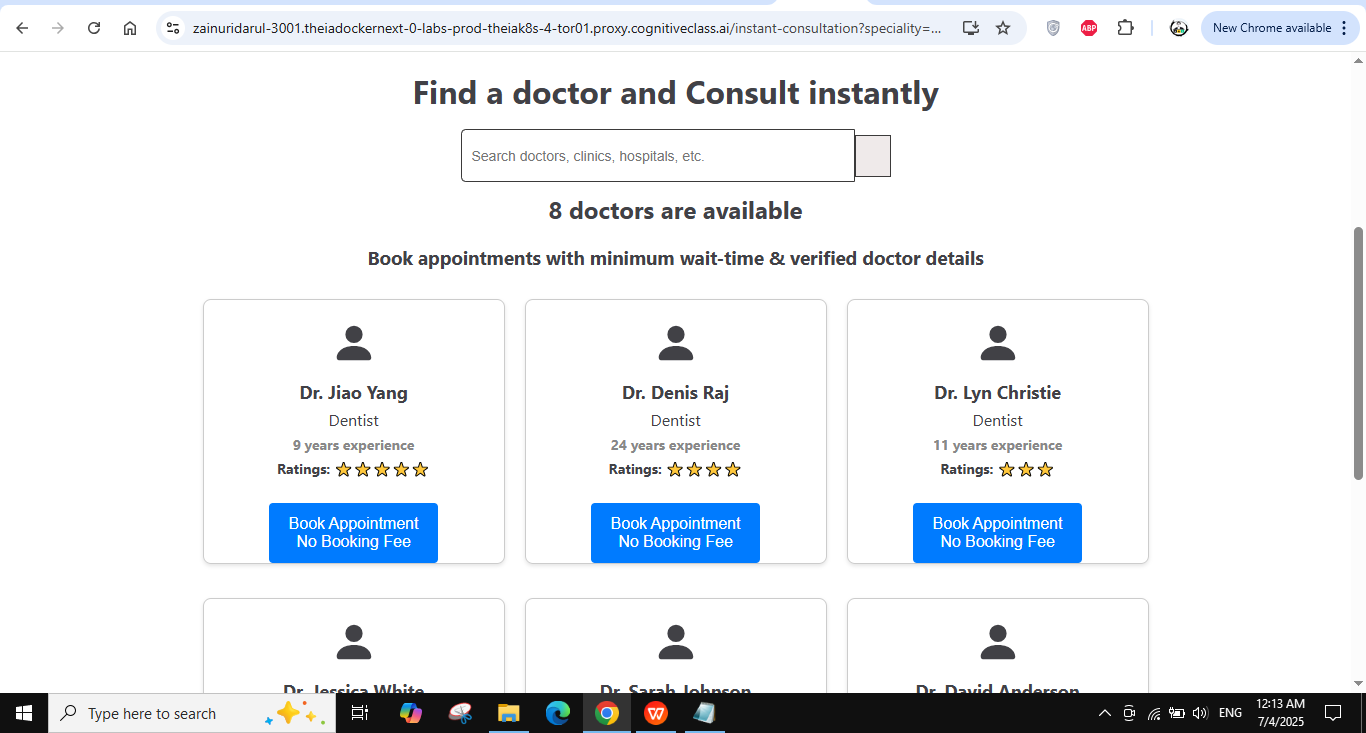 zainuridarul-3001.theiadockernext-0-labs-prod-theiak8s-4-tor01.proxy.cognitiveclass.ai/instant-consultation?speciality=...
ABP
New Chrome available
Find a doctor and Consult instantly
Search doctors, clinics, hospitals, etc.
8 doctors are available
Book appointments with minimum wait-time & verified doctor details
Dr. Jiao Yang
Dentist
9 years experience
Ratings:
Book Appointment
No Booking Fee
Dr. Denis Raj
Dentist
24 years experience
Ratings:
Book Appointment
No Booking Fee
Dr. Lyn Christie
Dentist
11 years experience
Ratings:
Book Appointment
No Booking Fee
Dr. Jessica White
Dr. Sarah Johnson
Dr. David Anderson
Type here to search
W
ENG
12:13 AM
7/4/2025